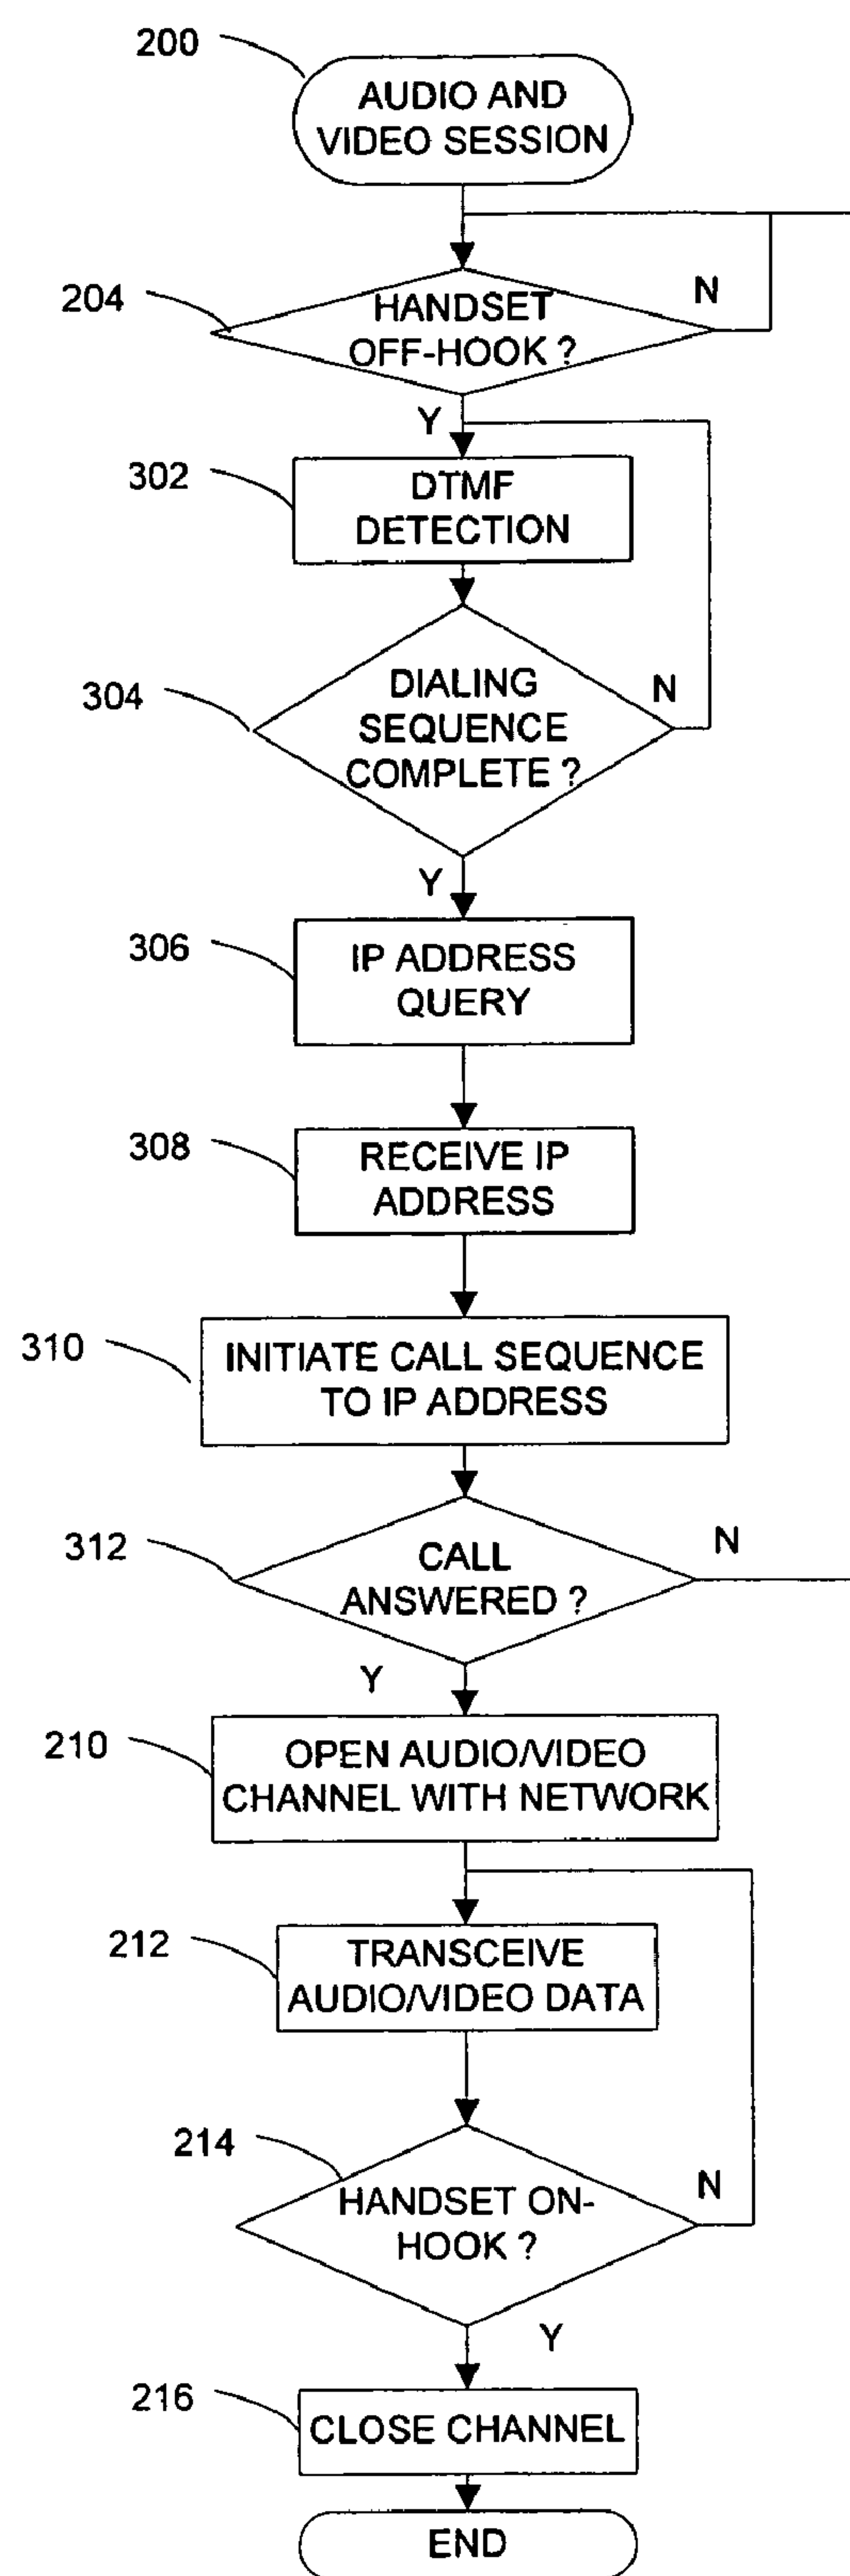 200
AUDIO AND
VIDEO SESSION
204
HANDSET
OFF-HOOK ?
N
Y
302
DTMF
DETECTION
304
DIALING
SEQUENCE
COMPLETE ?
N
Y
306
IP ADDRESS
QUERY
308
RECEIVE IP
ADDRESS
310
INITIATE CALL SEQUENCE
TO IP ADDRESS
312
CALL
ANSWERED ?
N
Y
210
OPEN AUDIO/VIDEO
CHANNEL WITH NETWORK
212
TRANSCEIVE
AUDIO/VIDEO DATA
214
HANDSET ON-
HOOK ?
N
Y
216
CLOSE CHANNEL
END